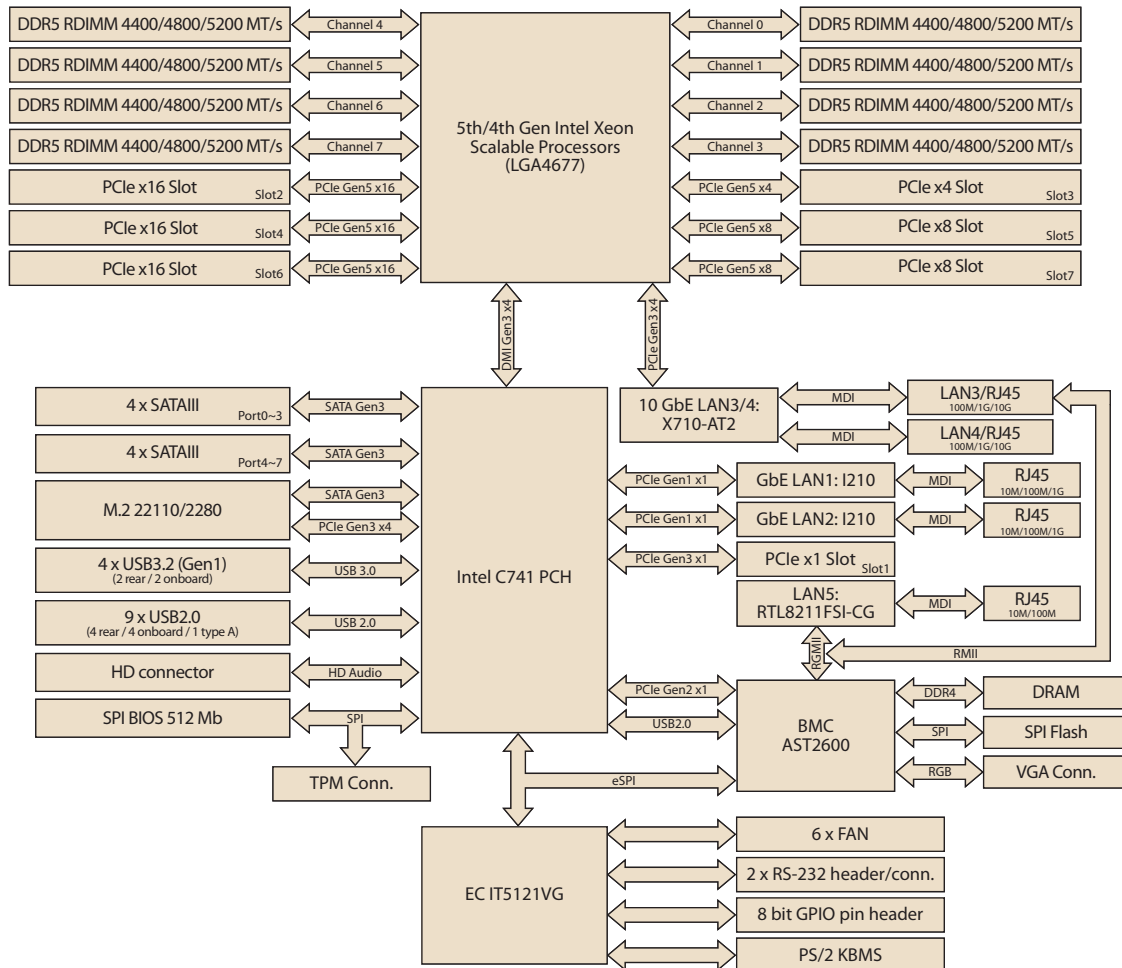 DDR5 RDIMM 4400/4800/5200 MT/s
Channel 4
DDR5 RDIMM 4400/4800/5200 MT/s
Channel 5
DDR5 RDIMM 4400/4800/5200 MT/s
Channel 6
DDR5 RDIMM 4400/4800/5200 MT/s
Channel 7
PCIe x16 Slot
Slot2
PCIe Gen5 x16
PCIe x16 Slot
Slot4
PCIe Gen5 x16
PCIe x16 Slot
Slot6
PCIe Gen5 x16
5th/4th Gen Intel Xeon
Scalable Processors
(LGA4677)
Channel 0
DDR5 RDIMM 4400/4800/5200 MT/s
Channel 1
DDR5 RDIMM 4400/4800/5200 MT/s
Channel 2
DDR5 RDIMM 4400/4800/5200 MT/s
Channel 3
DDR5 RDIMM 4400/4800/5200 MT/s
PCIe Gen5 x4
PCIe x4 Slot
Slot3
PCIe Gen5 x8
PCIe x8 Slot
Slot5
PCIe Gen5 x8
PCIe x8 Slot
Slot7
DMI Gen3 x4
PCIe Gen3 x4
4 x SATAIII
Port0~3
SATA Gen3
4 x SATAIII
Port4~7
SATA Gen3
M.2 22110/2280
SATA Gen3
PCIe Gen3 x4
4 x USB3.2 (Gen1)
(2 rear / 2 onboard)
USB 3.0
9 x USB2.0
(4 rear / 4 onboard / 1 type A)
USB 2.0
HD connector
HD Audio
SPI BIOS 512 Mb
SPI
TPM Conn.
Intel C741 PCH
10 GbE LAN3/4:
X710-AT2
MDI
LAN3/RJ45
100M/1G/10G
MDI
LAN4/RJ45
100M/1G/10G
PCIe Gen1 x1
GbE LAN1: I210
MDI
RJ45
10M/100M/1G
PCIe Gen1 x1
GbE LAN2: I210
MDI
RJ45
10M/100M/1G
PCIe Gen3 x1
PCIe x1 Slot
Slot1
LAN5:
RTL8211FSI-CG
MDI
RJ45
10M/100M
RGMII
RMII
PCIe Gen2 x1
USB2.0
BMC
AST2600
DDR4
DRAM
SPI
SPI Flash
RGB
VGA Conn.
eSPI
EC IT5121VG
6 x FAN
2 x RS-232 header/conn.
8 bit GPIO pin header
PS/2 KBMS